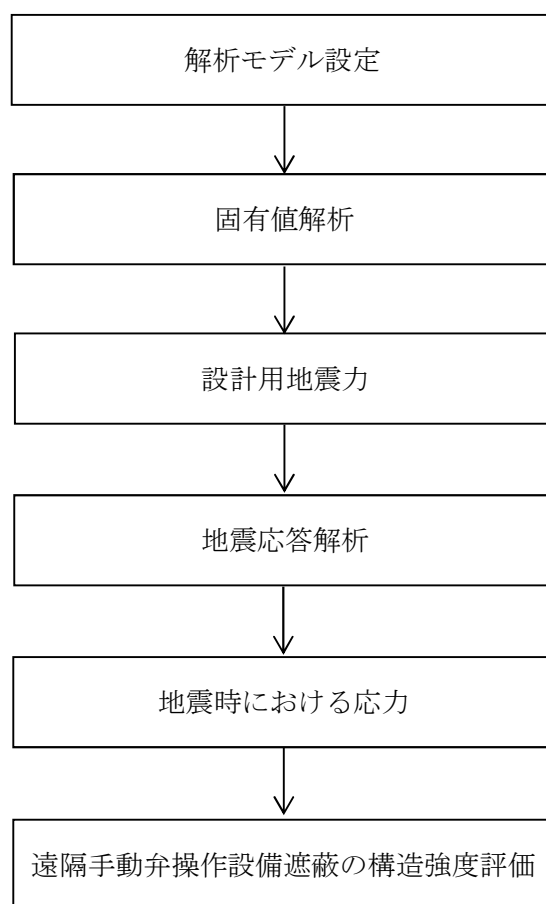 解析モデル設定
固有値解析
設計用地震力
地震応答解析
地震時における応力
遠隔手動弁操作設備遮蔽の構造強度評価